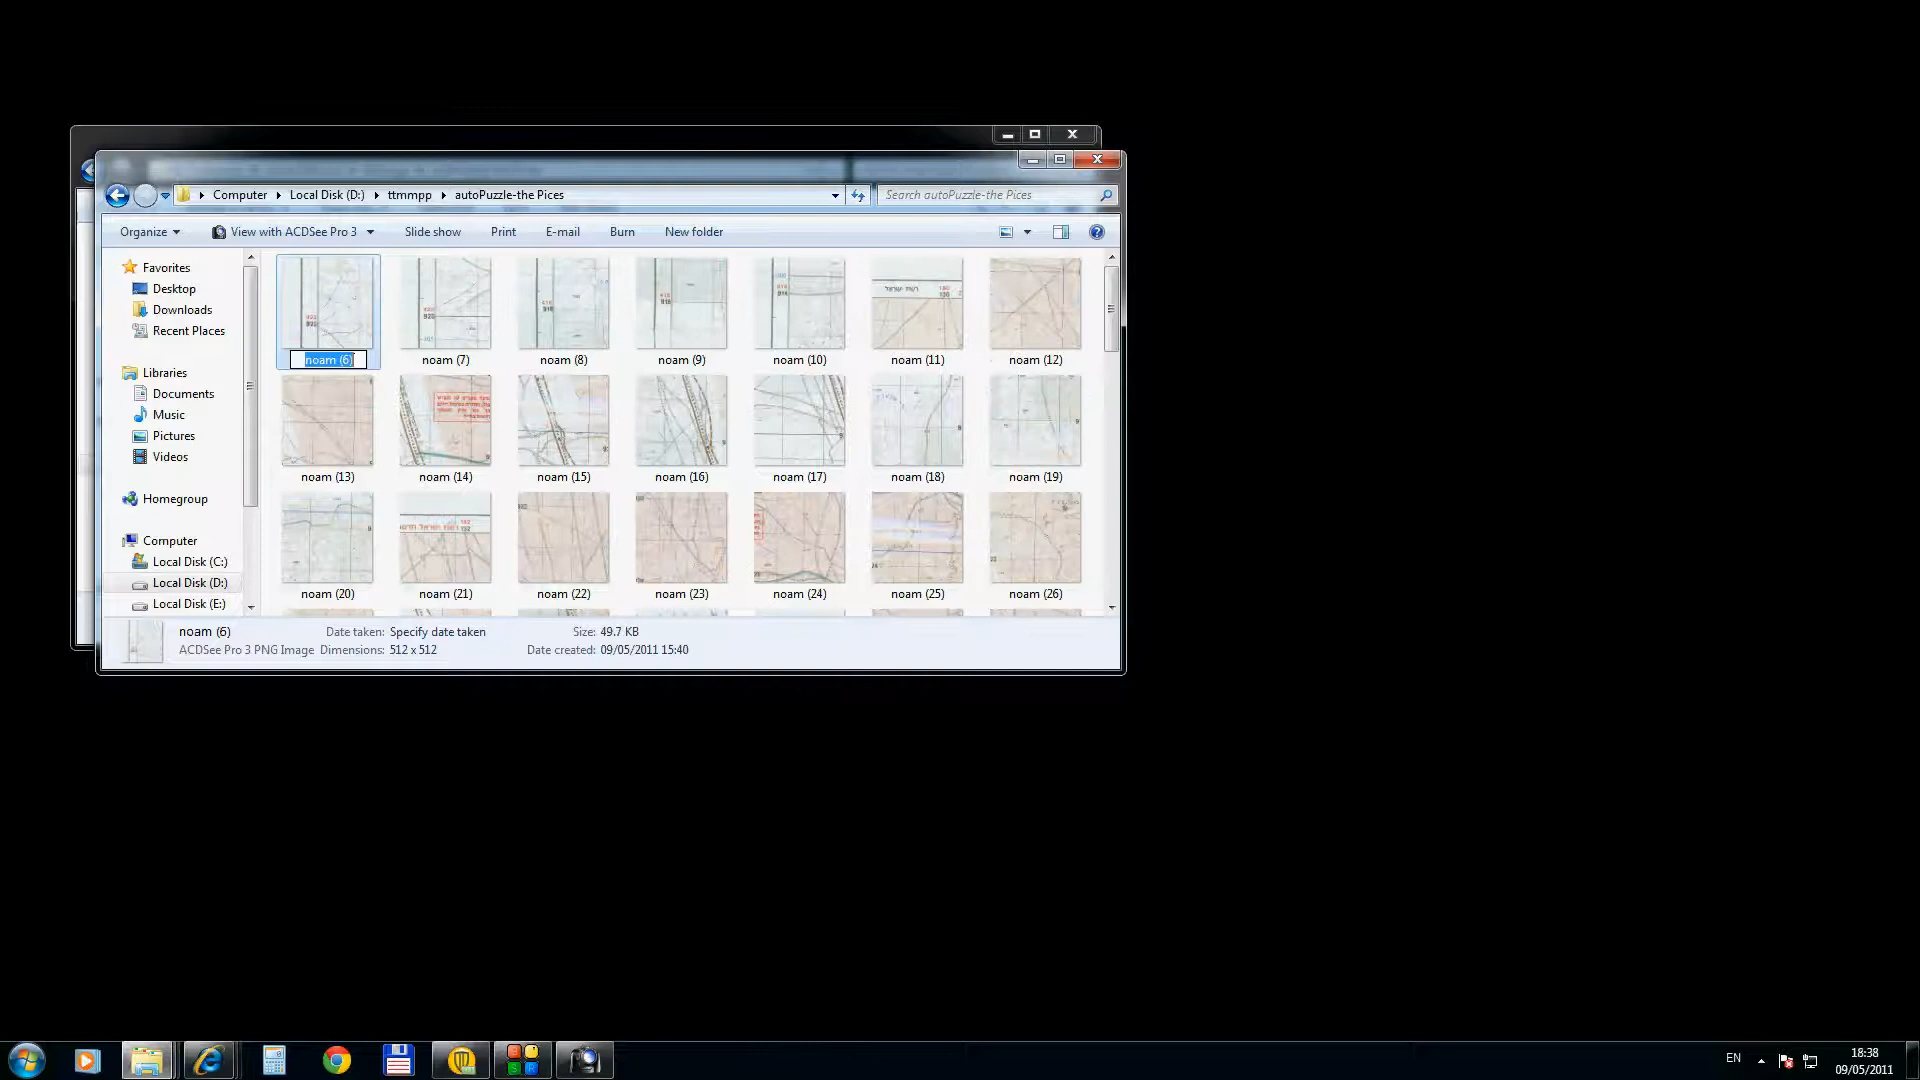 Computer Local Disk (D:) ttmmpp autoPuzzle-the Pices
Search autoPuzzle-the Pices
Organize View with ACDSee Pro 3 Slide show Print E-mail Burn New folder
Favorites
Desktop
Downloads
Recent Places
Libraries
Documents
Music
Pictures
Videos
Homegroup
Computer
Local Disk (C:)
Local Disk (D:)
Local Disk (E:)
noam (6) noam (7) noam (8) noam (9) noam (10) noam (11) noam (12)
noam (13) noam (14) noam (15) noam (16) noam (17) noam (18) noam (19)
noam (20) noam (21) noam (22) noam (23) noam (24) noam (25) noam (26)
noam (6) Date taken: Specify date taken Size: 49.7 KB
ACDSee Pro 3 PNG Image Dimensions: 512 x 512 Date created: 09/05/2011 15:40
EN
18:38
09/05/2011